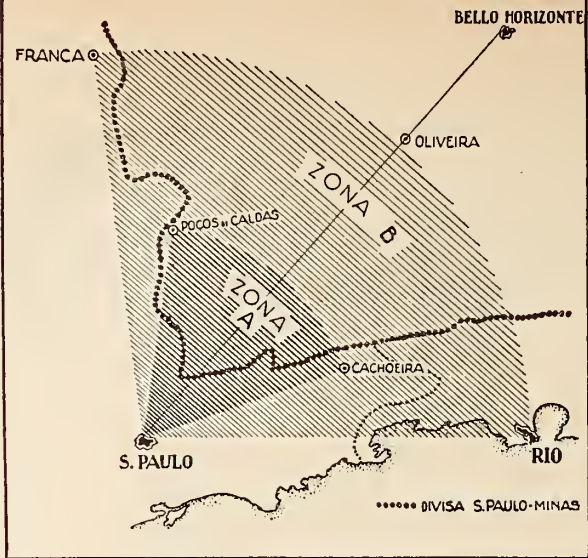 BELLO HORIZONTE
FRANCA
OLIVEIRA
ZONA B
POÇOS DE CALDAS
ZONA
A
CACHOEIRA
S. PAULO
RIO
DIVISA S. PAULO-MINAS